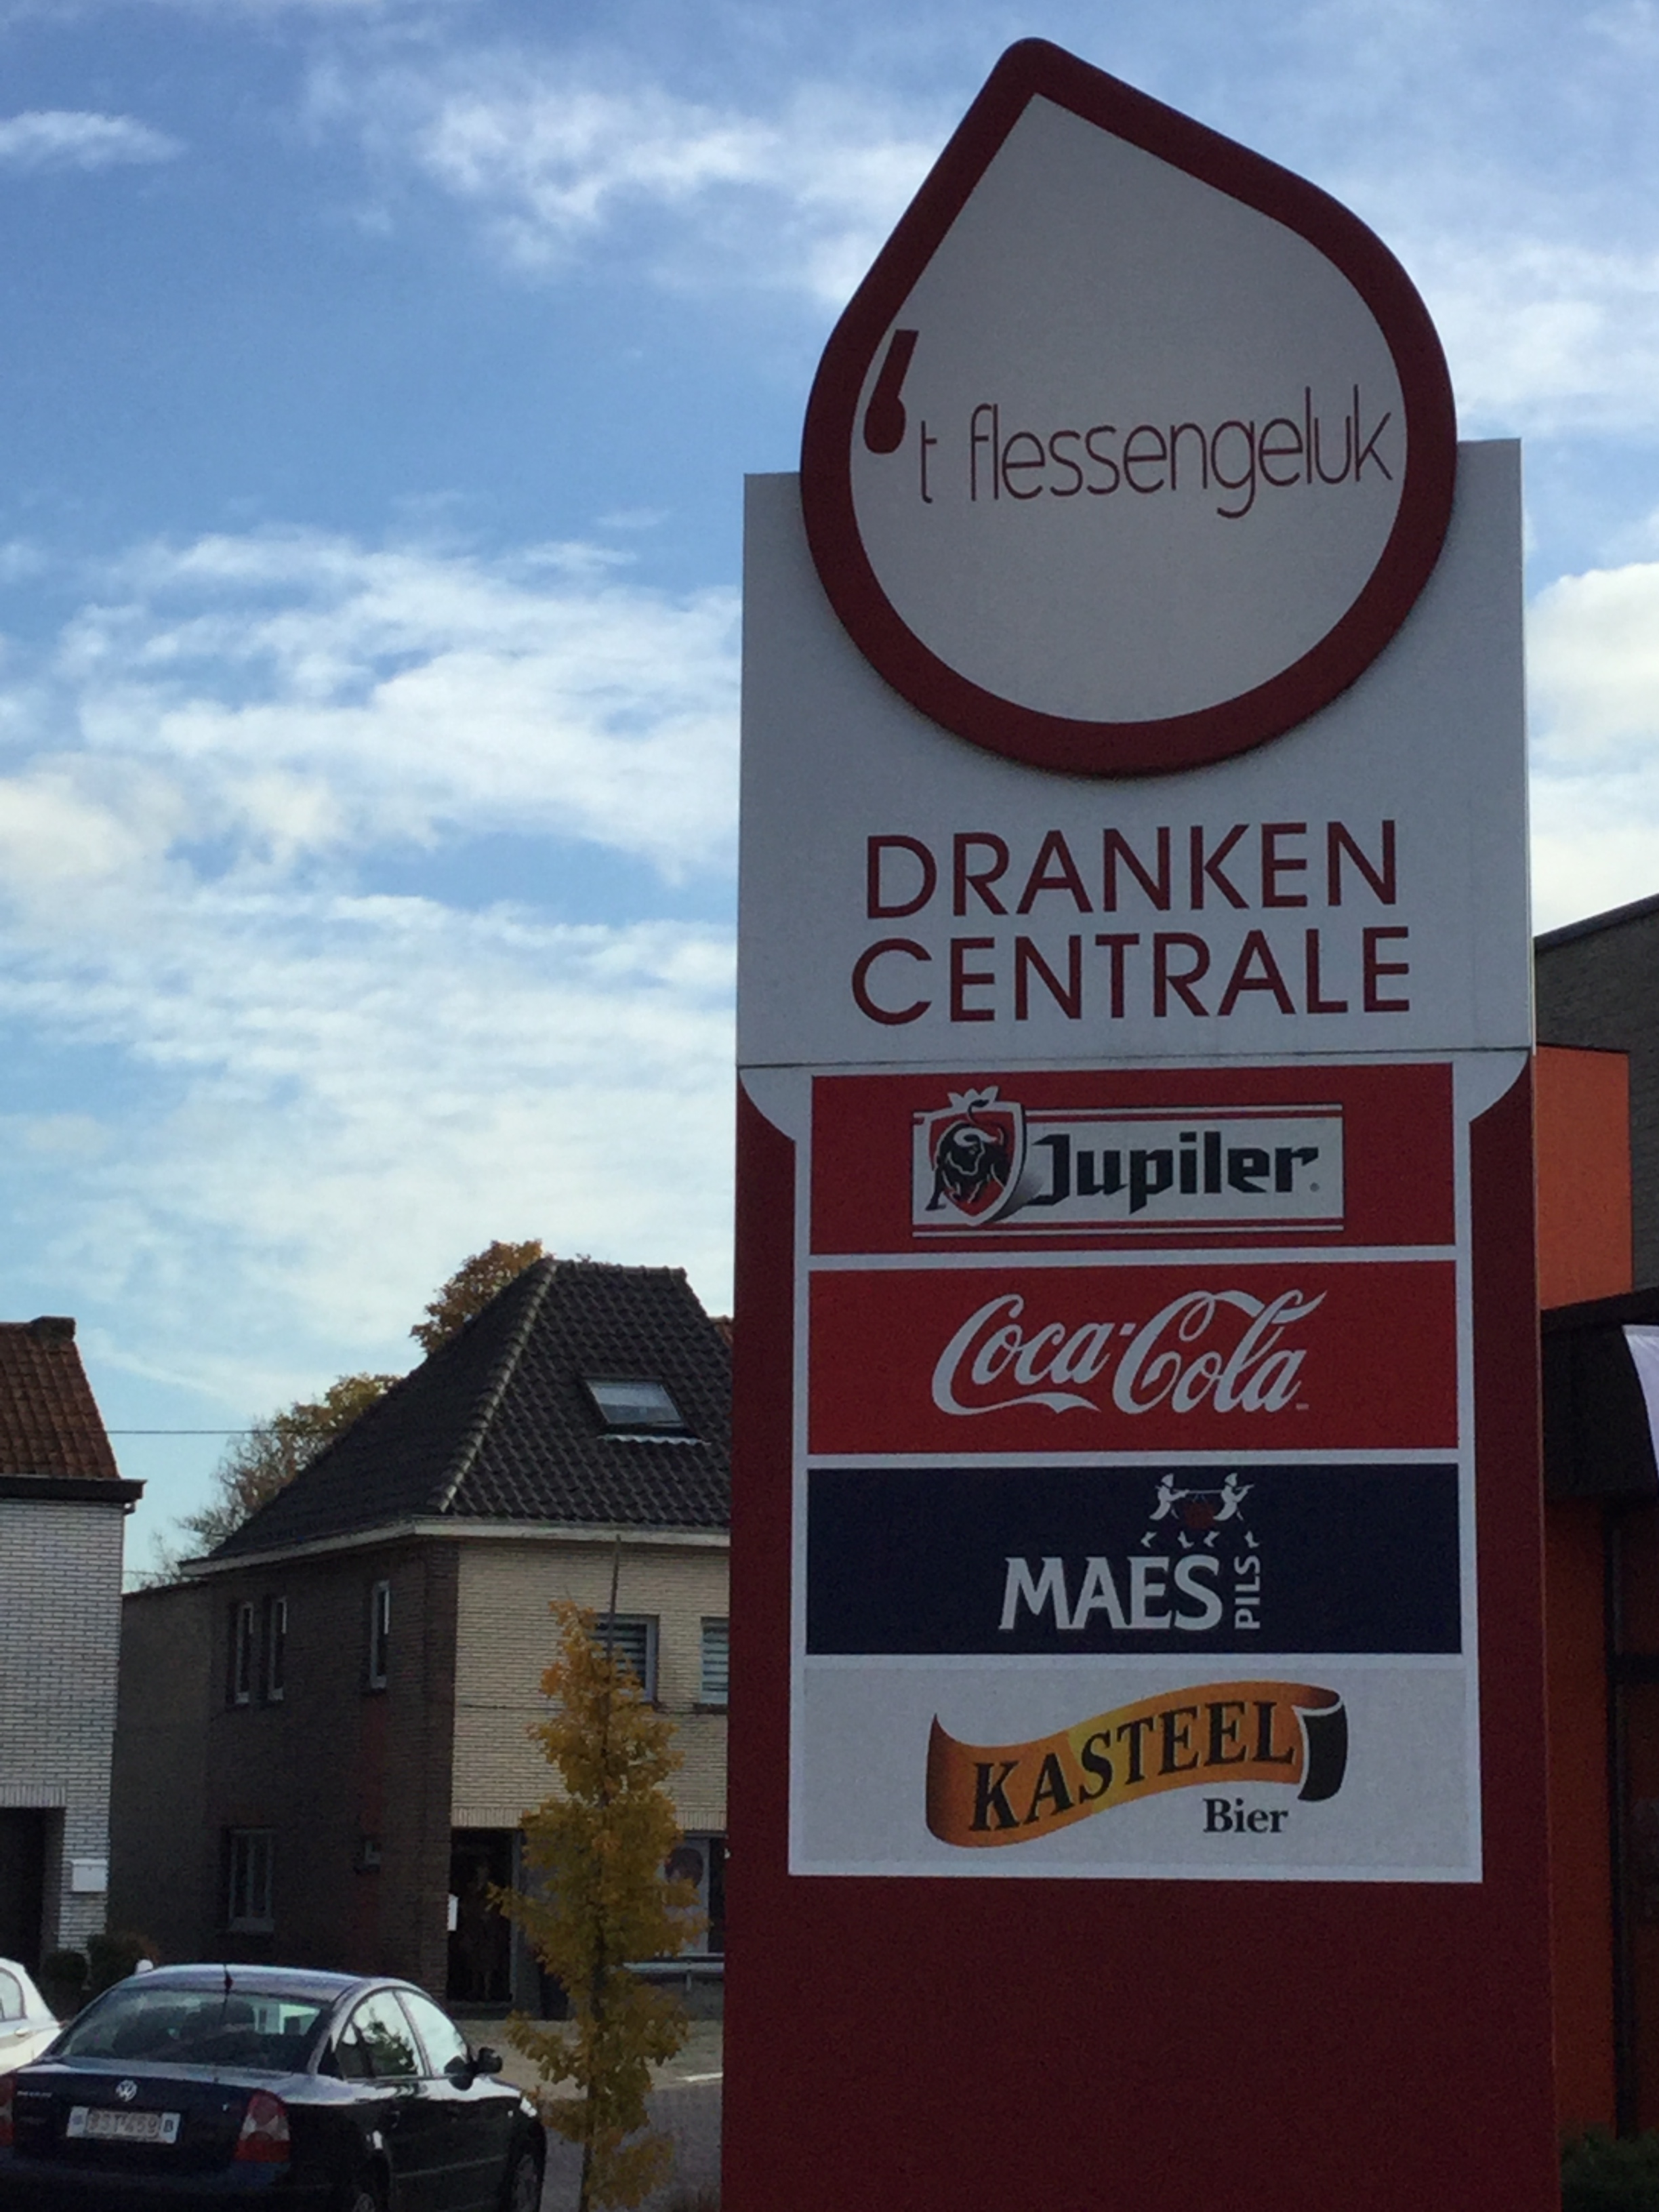 't flessengeluk
DRANKEN
CENTRALE
Jupiler
Coca-Cola
MAES PILS
KASTEEL
Bier